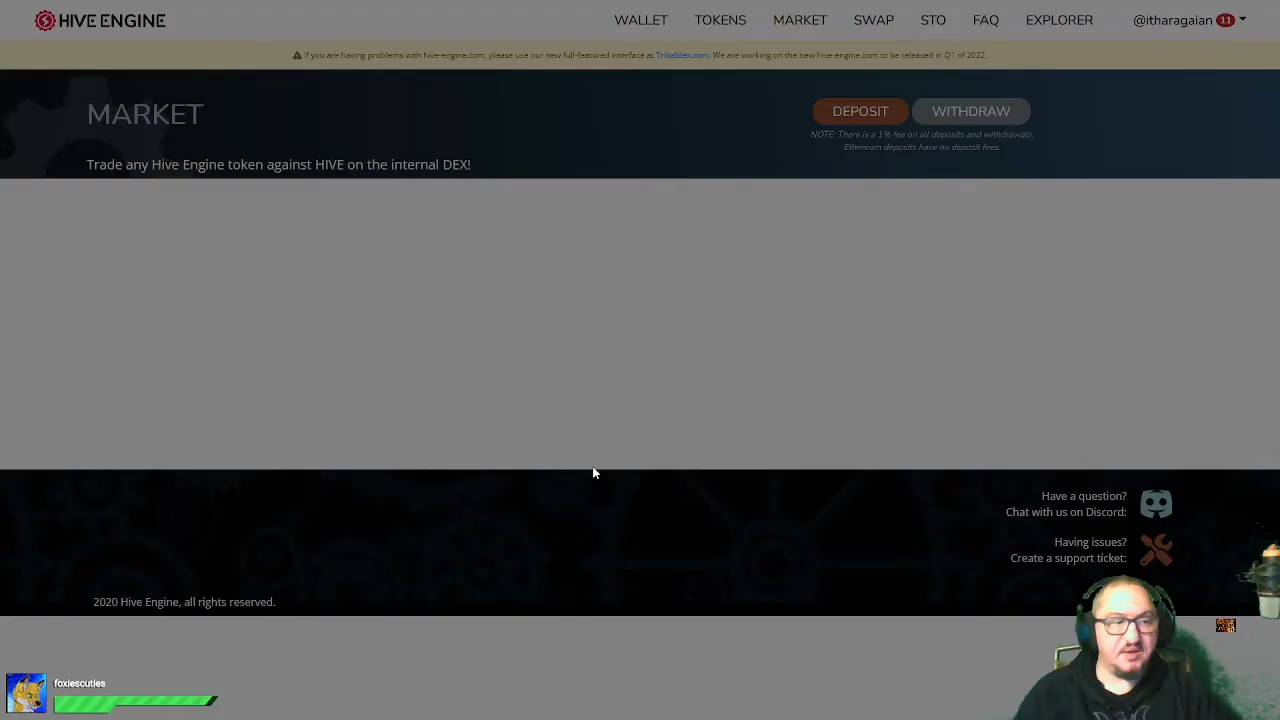 HIVE ENGINE
WALLET TOKENS MARKET SWAP STO FAQ EXPLORER @itharagaian 11
If you are having problems with hive-engine.com, please use our new full-featured interface at Tribaldex.com. We are working on the new hive-engine.com to be released in Q1 of 2022.
MARKET
DEPOSIT WITHDRAW
NOTE: There is a 1% fee on all deposits and withdrawals.
Ethereum deposits have no deposit fees.
Trade any Hive Engine token against HIVE on the internal DEX!
Have a question?
Chat with us on Discord:
Having issues?
Create a support ticket:
2020 Hive Engine, all rights reserved.
foxiescuties